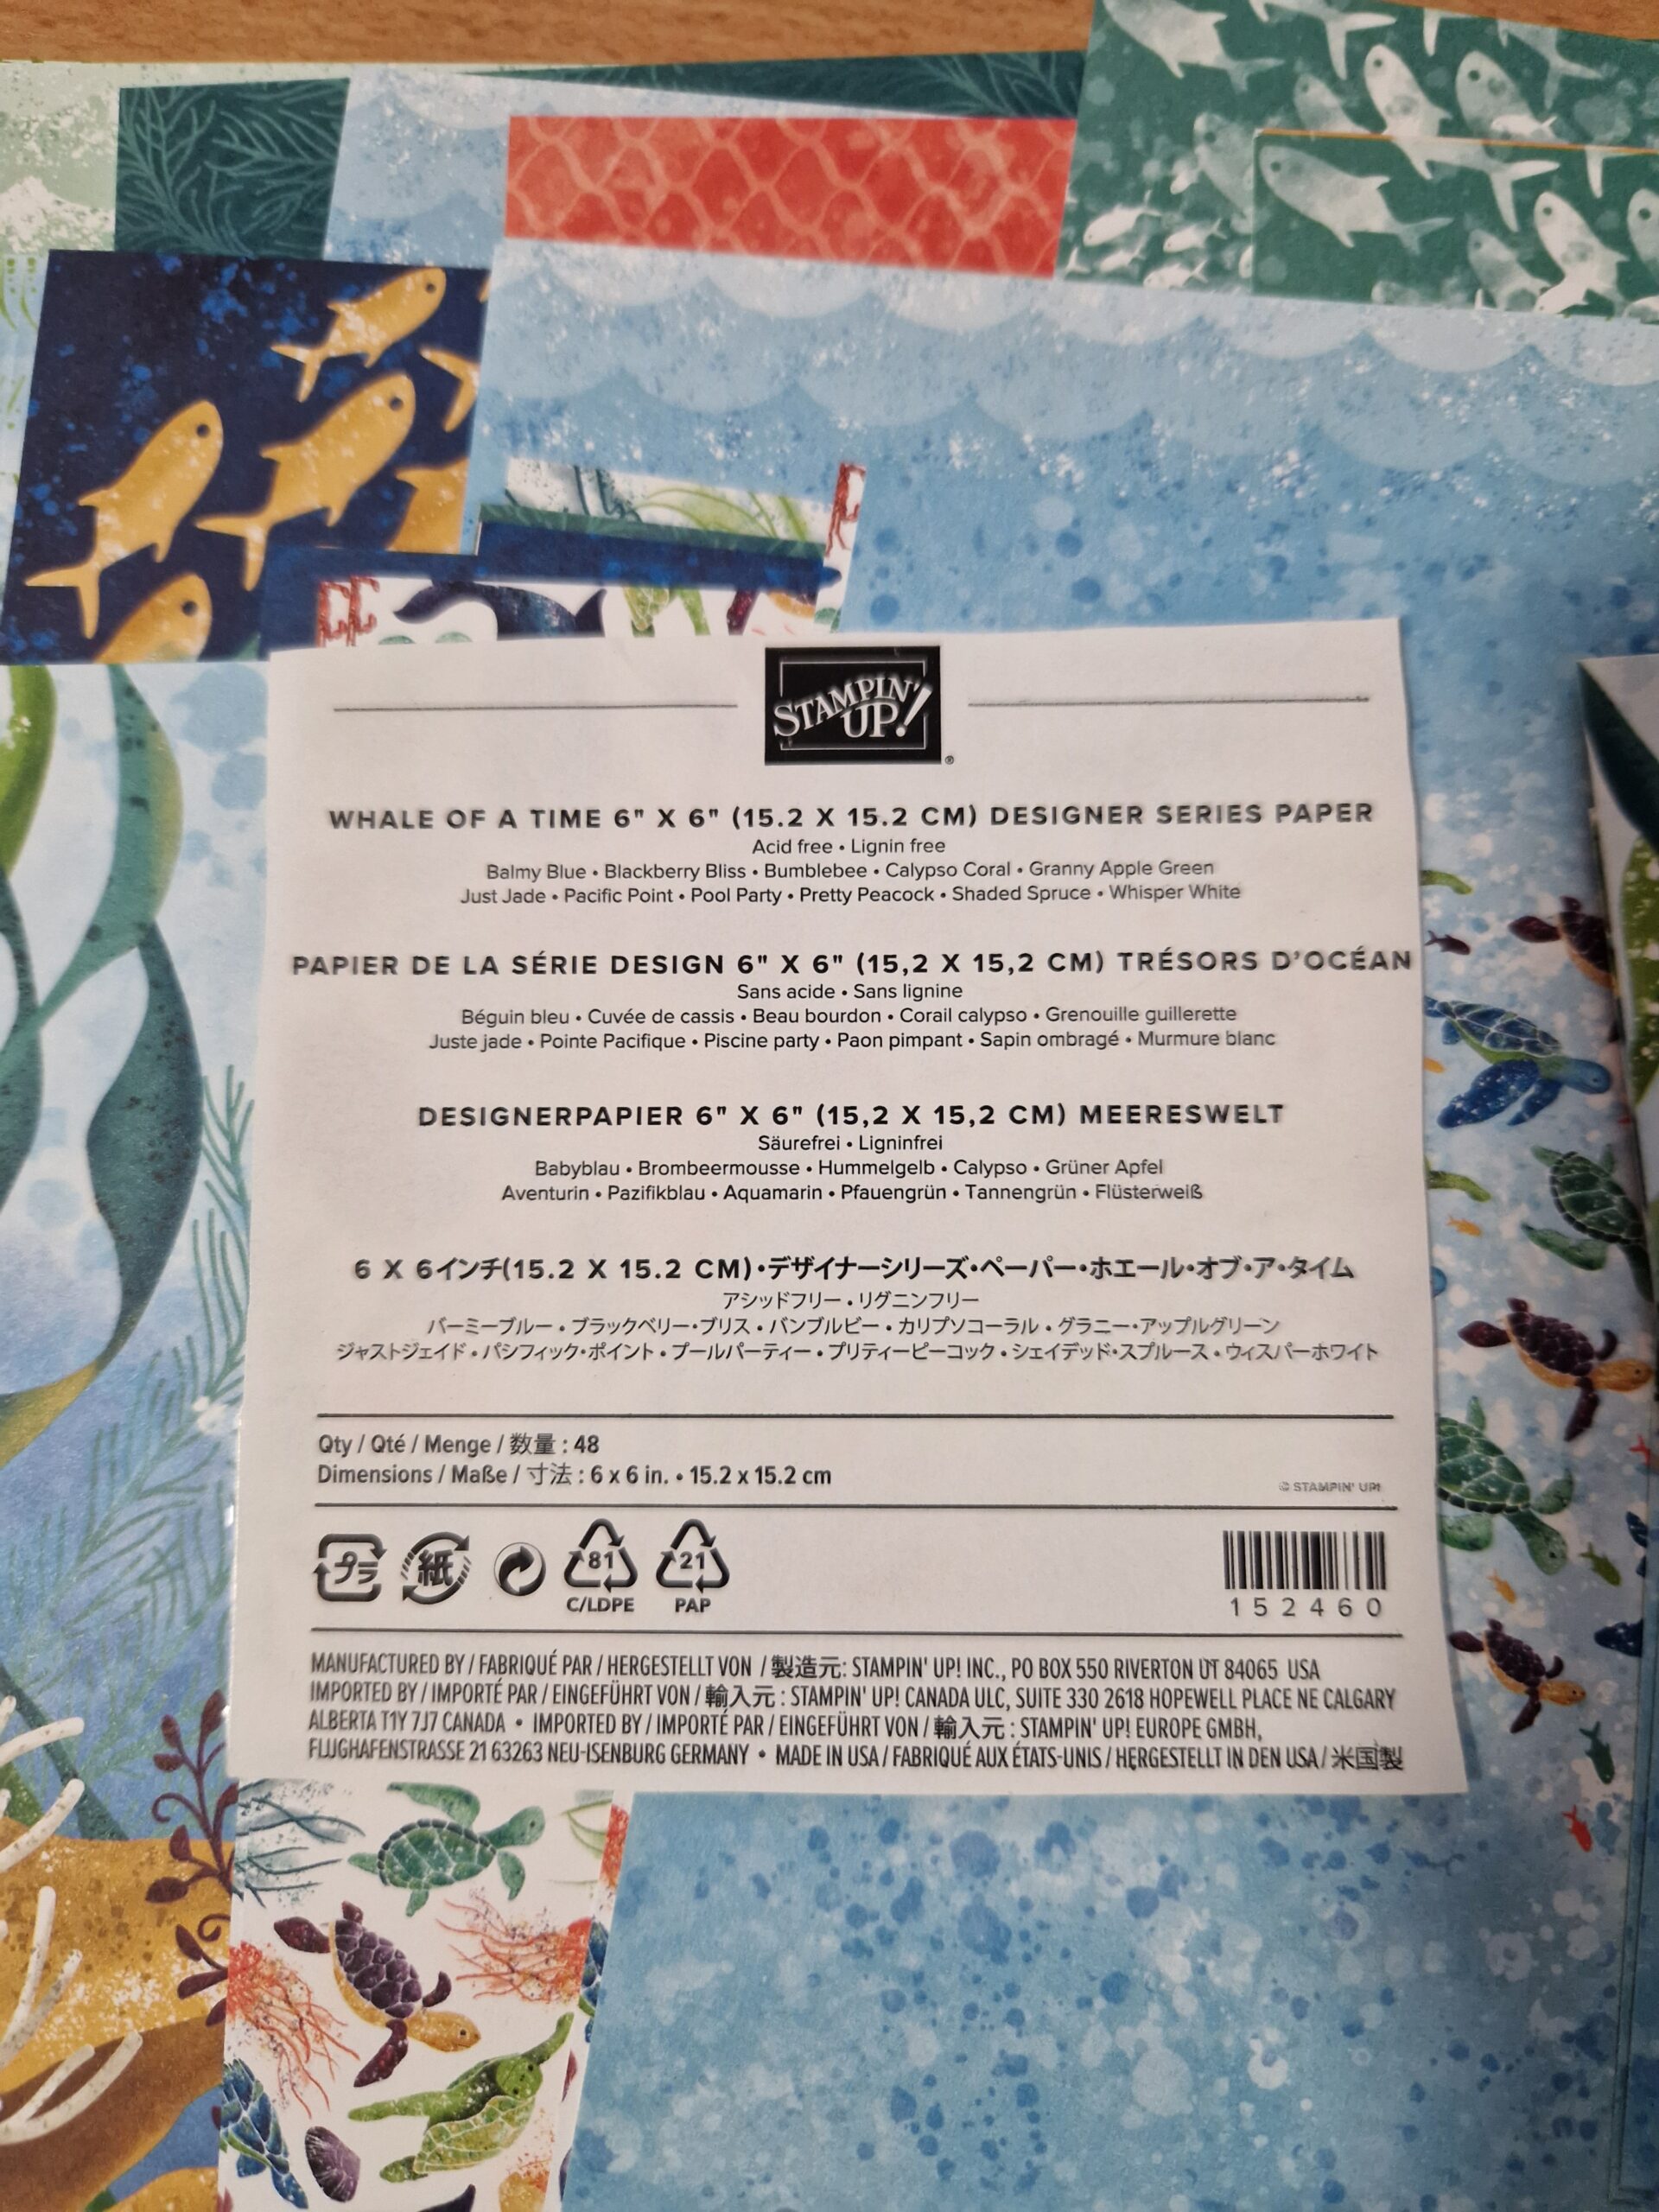 STAMPIN' UP!®
WHALE OF A TIME 6" X 6" (15.2 X 15.2 CM) DESIGNER SERIES PAPER
Acid free • Lignin free
Balmy Blue • Blackberry Bliss • Bumblebee • Calypso Coral • Granny Apple Green
Just Jade • Pacific Point • Pool Party • Pretty Peacock • Shaded Spruce • Whisper White
PAPIER DE LA SÉRIE DESIGN 6" X 6" (15,2 X 15,2 CM) TRÉSORS D'OCÉAN
Sans acide • Sans lignine
Béguin bleu • Cuvée de cassis • Beau bourdon • Corail calypso • Grenouille guillerette
Juste jade • Pointe Pacifique • Piscine party • Paon pimpant • Sapin ombragé • Murmure blanc
DESIGNERPAPIER 6" X 6" (15,2 X 15,2 CM) MEERESWELT
Säurefrei • Ligninfrei
Babyblau • Brombeermousse • Hummelgelb • Calypso • Grüner Apfel
Aventurin • Pazifikblau • Aquamarin • Pfauengrün • Tannengrün • Flüsterweiß
6 X 6インチ(15.2 X 15.2 CM)・デザイナーシリーズ・ペーパー・ホエール・オブ・ア・タイム
アシッドフリー • リグニンフリー
バーミーブルー • ブラックベリー・ブリス • バンブルビー • カリプソコーラル • グラニー・アップルグリーン
ジャストジェイド • パシフィック・ポイント • プールパーティー • プリティーピーコック • シェイデッド・スプルース • ウィスパーホワイト
Qty / Qté / Menge / 数量 : 48
Dimensions / Maße / 寸法 : 6 x 6 in. • 15.2 x 15.2 cm
© STAMPIN' UP!
プラ 紙 81 21
C/LDPE PAP
152460
MANUFACTURED BY / FABRIQUÉ PAR / HERGESTELLT VON / 製造元: STAMPIN' UP! INC., PO BOX 550 RIVERTON UT 84065 USA
IMPORTED BY / IMPORTÉ PAR / EINGEFÜHRT VON / 輸入元 : STAMPIN' UP! CANADA ULC, SUITE 330 2618 HOPEWELL PLACE NE CALGARY
ALBERTA T1Y 7J7 CANADA • IMPORTED BY / IMPORTÉ PAR / EINGEFÜHRT VON / 輸入元 : STAMPIN' UP! EUROPE GMBH,
FLUGHAFENSTRASSE 21 63263 NEU-ISENBURG GERMANY • MADE IN USA / FABRIQUÉ AUX ÉTATS-UNIS / HERGESTELLT IN DEN USA / 米国製